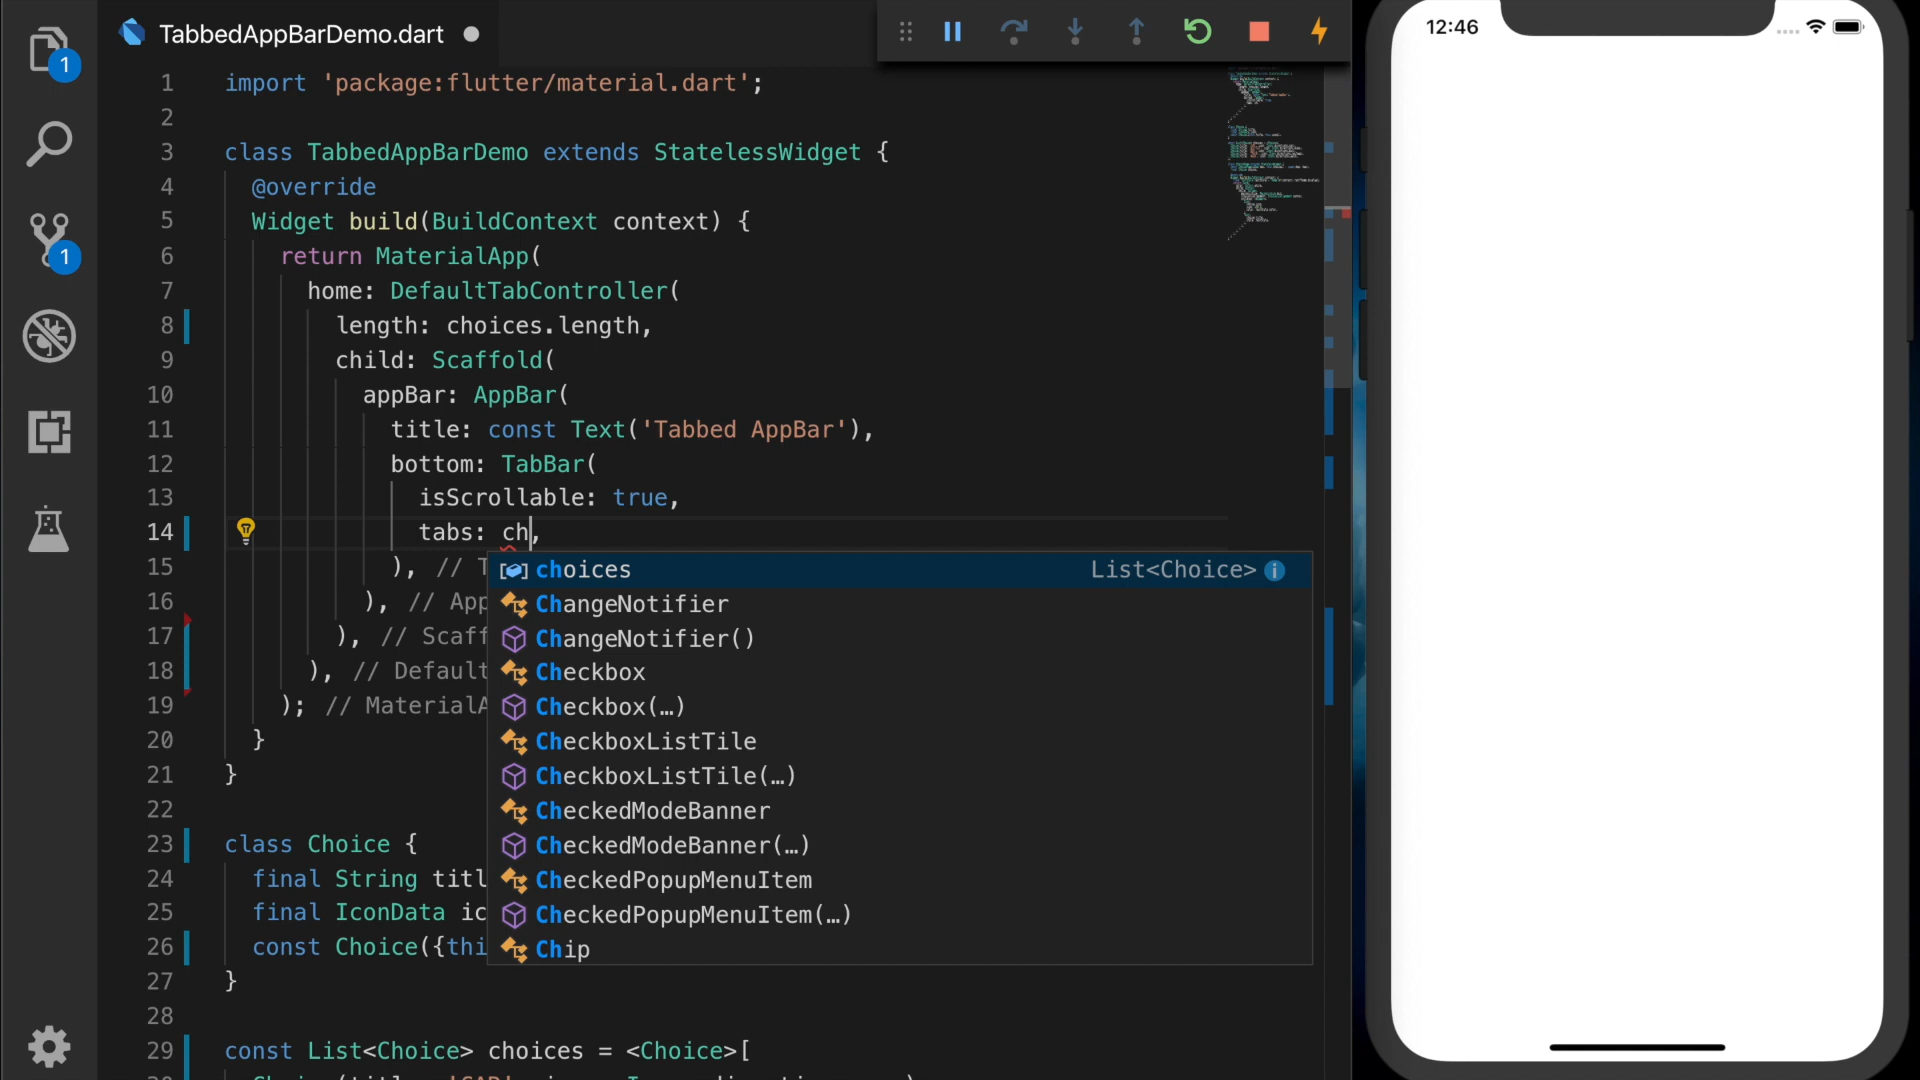 TabbedAppBarDemo.dart
12:46
1
1
1 import 'package:flutter/material.dart';
2
3 class TabbedAppBarDemo extends StatelessWidget {
4 @override
5 Widget build(BuildContext context) {
6 return MaterialApp(
7 home: DefaultTabController(
8 length: choices.length,
9 child: Scaffold(
10 appBar: AppBar(
11 title: const Text('Tabbed AppBar'),
12 bottom: TabBar(
13 isScrollable: true,
14 tabs: ch,
15 ), // T
16 ), // App
17 ), // Scaff
18 ), // Default
19 ); // MaterialA
20 }
21 }
22
23 class Choice {
24 final String titl
25 final IconData ic
26 const Choice({thi
27 }
28
29 const List<Choice> choices = <Choice>[
choices List<Choice>
ChangeNotifier
ChangeNotifier()
Checkbox
Checkbox(…)
CheckboxListTile
CheckboxListTile(…)
CheckedModeBanner
CheckedModeBanner(…)
CheckedPopupMenuItem
CheckedPopupMenuItem(…)
Chip